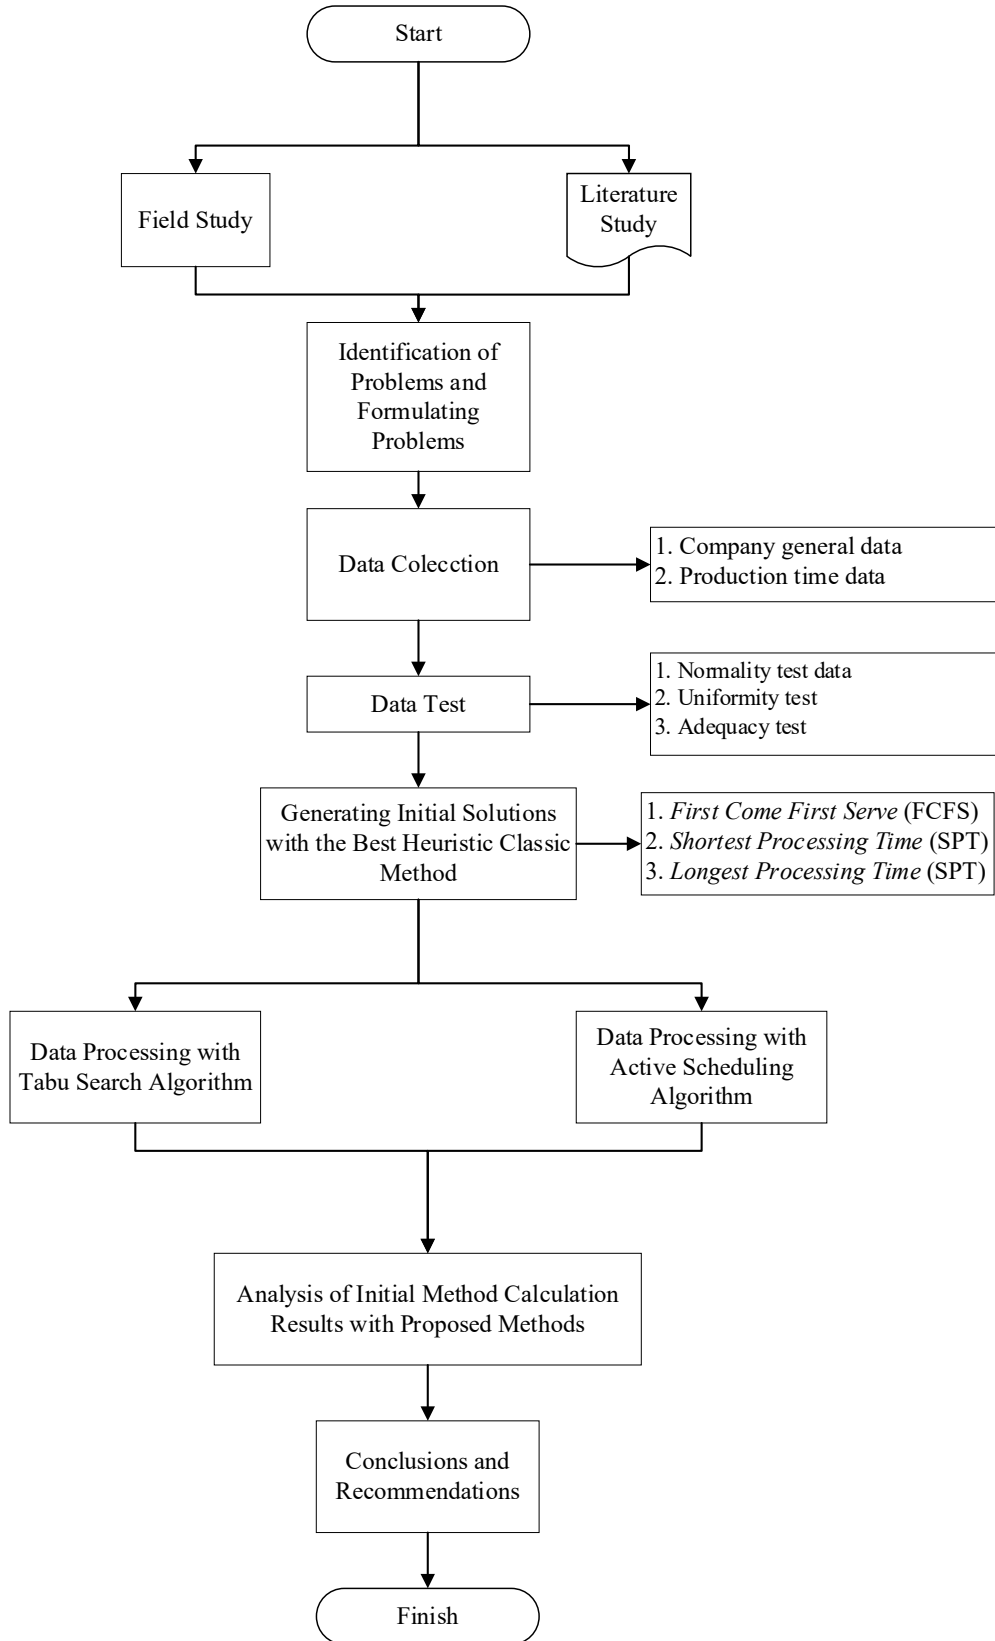 Start
Field Study
Literature
Study
Identification of
Problems and
Formulating
Problems
Data Colecction
1. Company general data
2. Production time data
Data Test
1. Normality test data
2. Uniformity test
3. Adequacy test
Generating Initial Solutions
with the Best Heuristic Classic
Method
1. First Come First Serve (FCFS)
2. Shortest Processing Time (SPT)
3. Longest Processing Time (SPT)
Data Processing with
Tabu Search Algorithm
Data Processing with
Active Scheduling
Algorithm
Analysis of Initial Method Calculation
Results with Proposed Methods
Conclusions and
Recommendations
Finish